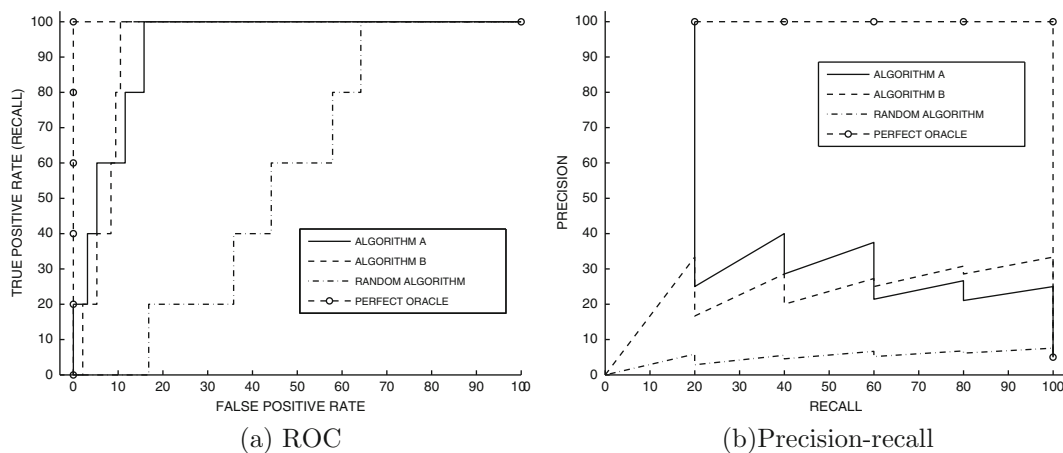 100
90
80
70
60
50
40
30
20
10
0
TRUE POSITIVE RATE (RECALL)
ALGORITHM A
ALGORITHM B
RANDOM ALGORITHM
PERFECT ORACLE
0 10 20 30 40 50 60 70 80 90 100
FALSE POSITIVE RATE
(a) ROC
100
90
80
70
60
50
40
30
20
10
0
PRECISION
ALGORITHM A
ALGORITHM B
RANDOM ALGORITHM
PERFECT ORACLE
0 10 20 30 40 50 60 70 80 90 100
RECALL
(b)Precision-recall